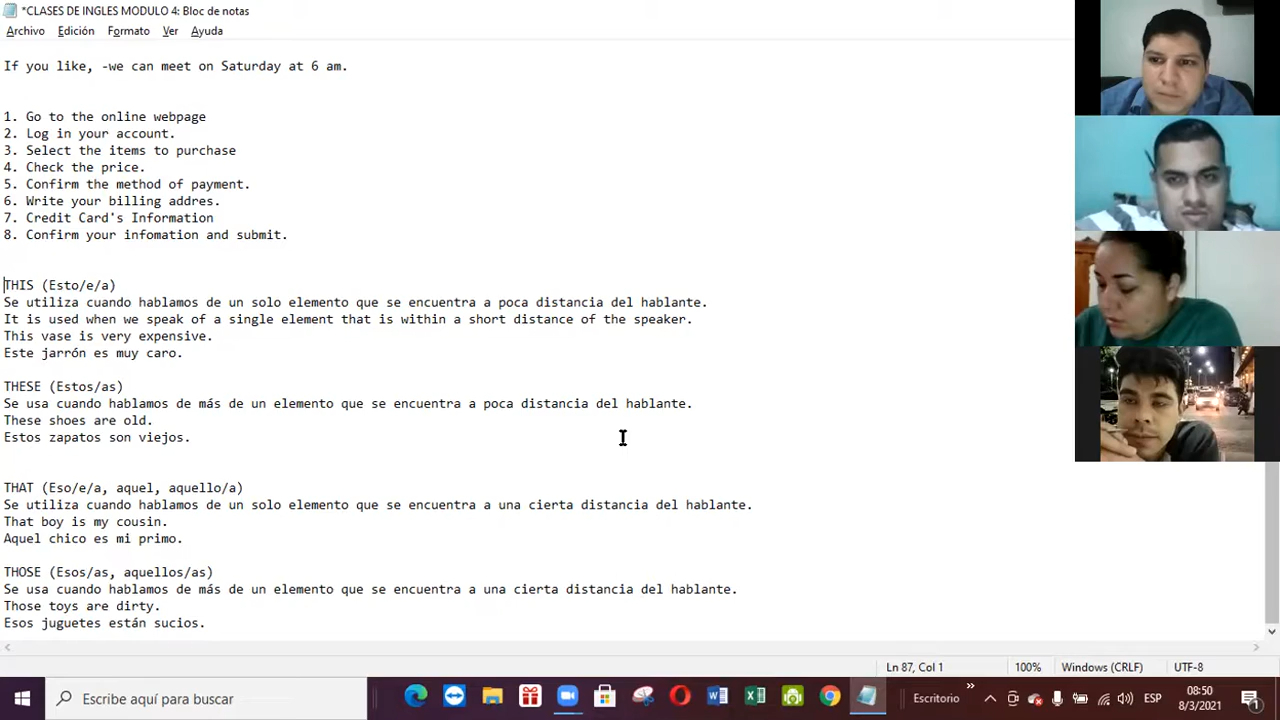 *CLASES DE INGLES MODULO 4: Bloc de notas
Archivo Edición Formato Ver Ayuda
If you like, -we can meet on Saturday at 6 am.
1. Go to the online webpage
2. Log in your account.
3. Select the items to purchase
4. Check the price.
5. Confirm the method of payment.
6. Write your billing addres.
7. Credit Card's Information
8. Confirm your infomation and submit.
THIS (Esto/e/a)
Se utiliza cuando hablamos de un solo elemento que se encuentra a poca distancia del hablante.
It is used when we speak of a single element that is within a short distance of the speaker.
This vase is very expensive.
Este jarrón es muy caro.
THESE (Estos/as)
Se usa cuando hablamos de más de un elemento que se encuentra a poca distancia del hablante.
These shoes are old.
Estos zapatos son viejos.
THAT (Eso/e/a, aquel, aquello/a)
Se utiliza cuando hablamos de un solo elemento que se encuentra a una cierta distancia del hablante.
That boy is my cousin.
Aquel chico es mi primo.
THOSE (Esos/as, aquellos/as)
Se usa cuando hablamos de más de un elemento que se encuentra a una cierta distancia del hablante.
Those toys are dirty.
Esos juguetes están sucios.
Ln 87, Col 1 100% Windows (CRLF) UTF-8
Escribe aquí para buscar
Escritorio
ESP
08:50
8/3/2021
1